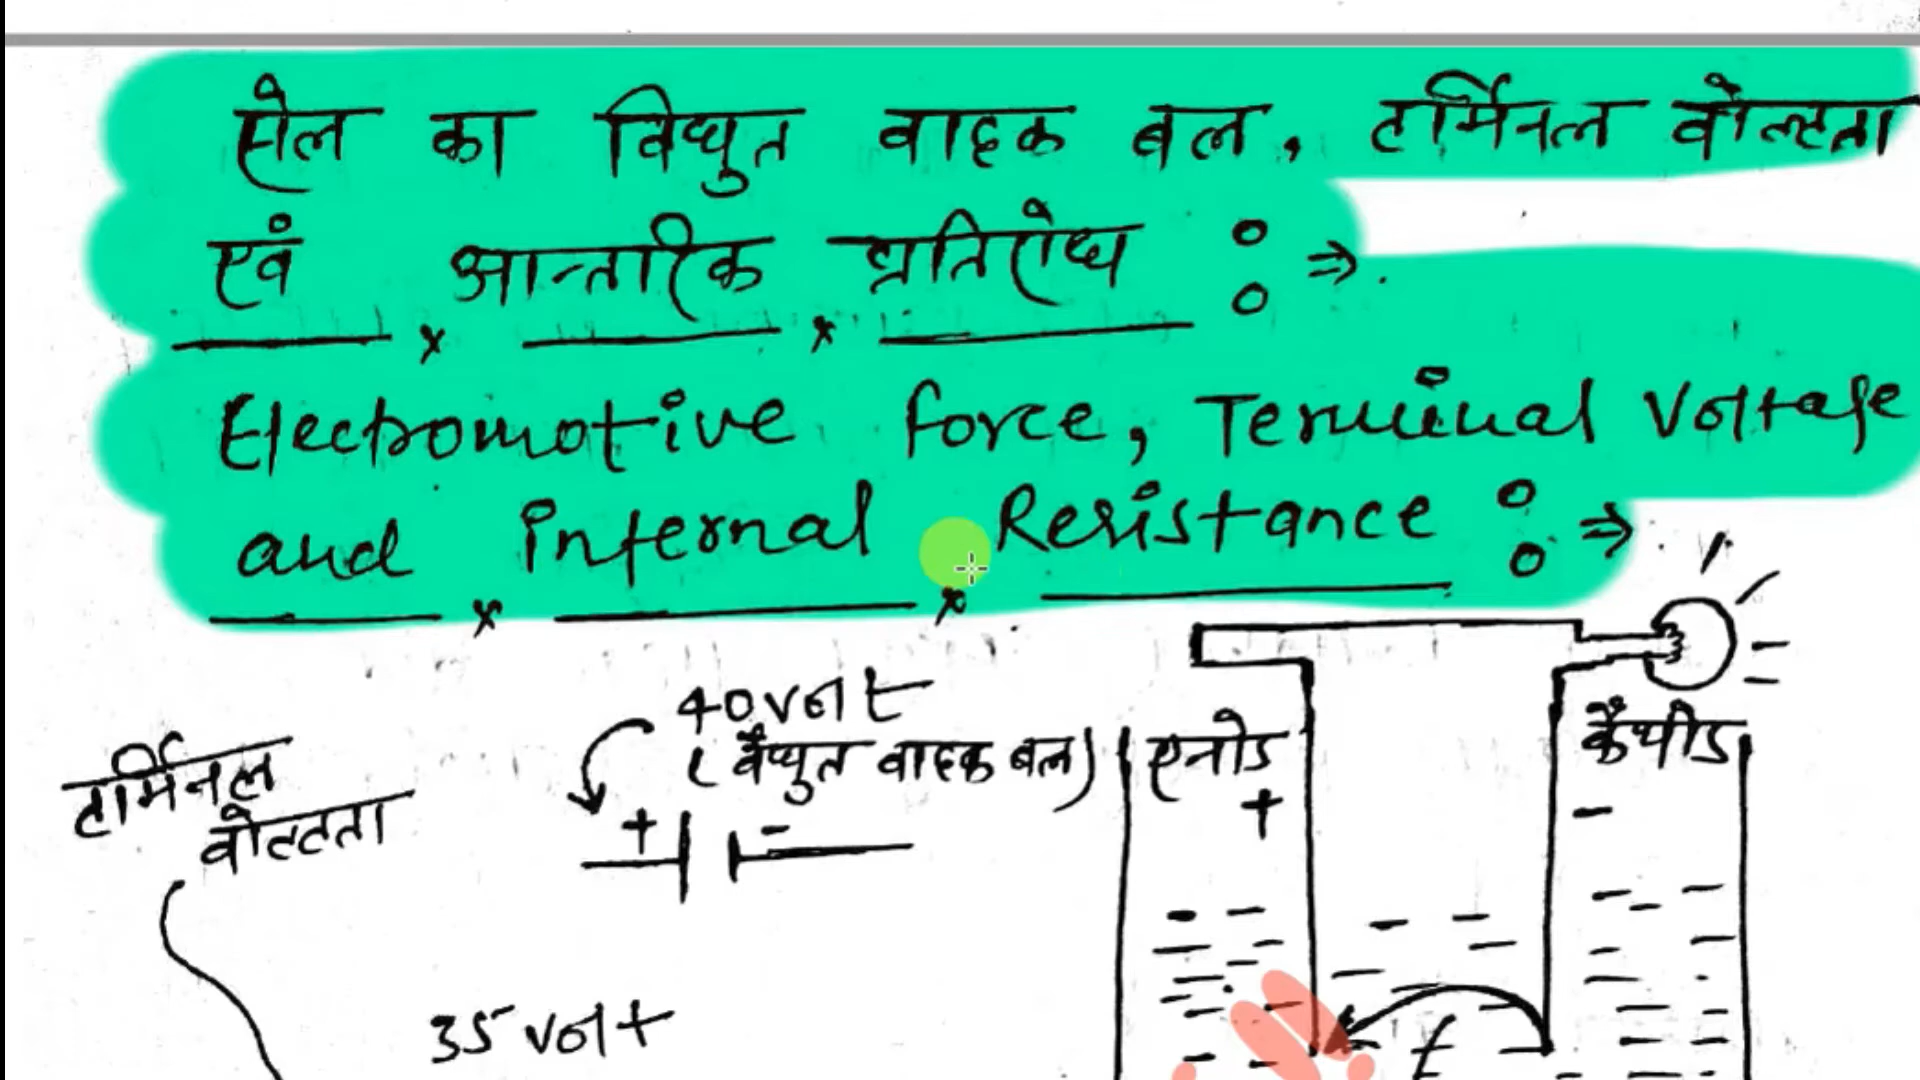 सेल का विद्युत वाहक बल, टर्मिनल वोल्टता
एवं आन्तरिक प्रतिरोध :⇒
Electromotive force, Terminal Voltage
and internal Resistance :⇒
40 volt
(वैद्युत वाहक बल)
+ -
टर्मिनल
वोल्टता
35 volt
एनोड
+
कैथोड
-